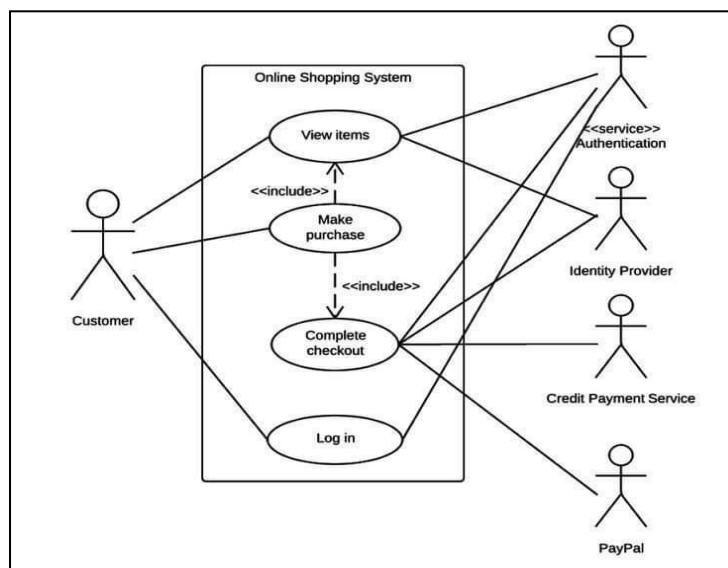 Online Shopping System
View items
<<service>>
Authentication
<<include>>
Make
purchase
Identity Provider
<<include>>
Customer
Complete
checkout
Credit Payment Service
Log in
PayPal